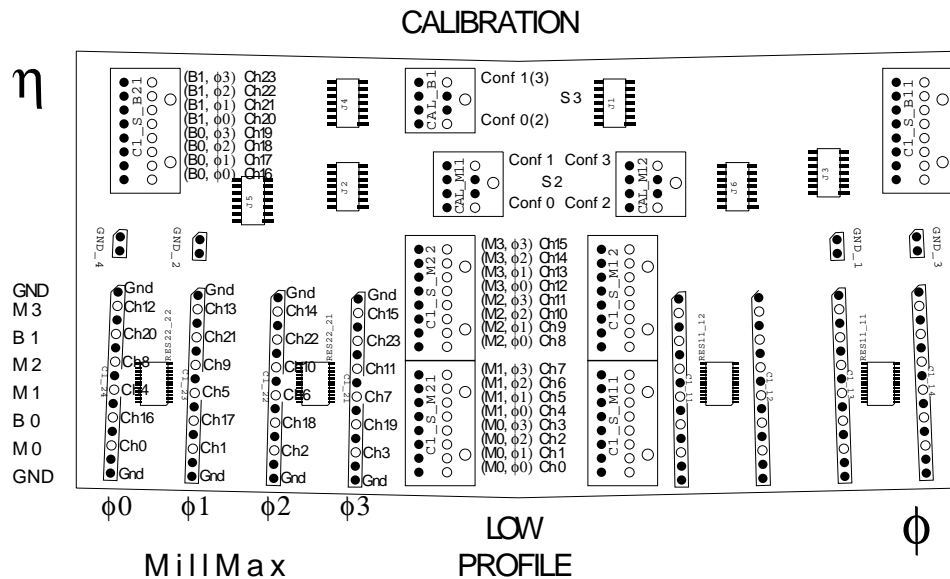 CALIBRATION
η
C1_S_B21
(B1, ϕ3) Ch23
(B1, ϕ2) Ch22
(B1, ϕ1) Ch21
(B1, ϕ0) Ch20
(B0, ϕ3) Ch19
(B0, ϕ2) Ch18
(B0, ϕ1) Ch17
(B0, ϕ0) Ch16
J5
J4
J2
CAL_B1
Conf 1(3)
Conf 0(2)
S3
J1
C1_S_B11
CAL_M11
Conf 1
Conf 0
S2
Conf 3
Conf 2
CAL_M12
J6
J3
GND_4
GND_2
GND_1
GND_3
C1_S_M22
(M3, ϕ3) Ch15
(M3, ϕ2) Ch14
(M3, ϕ1) Ch13
(M3, ϕ0) Ch12
(M2, ϕ3) Ch11
(M2, ϕ2) Ch10
(M2, ϕ1) Ch9
(M2, ϕ0) Ch8
C1_S_M12
C1_S_M21
(M1, ϕ3) Ch7
(M1, ϕ2) Ch6
(M1, ϕ1) Ch5
(M1, ϕ0) Ch4
(M0, ϕ3) Ch3
(M0, ϕ2) Ch2
(M0, ϕ1) Ch1
(M0, ϕ0) Ch0
C1_S_M11
GND Gnd Gnd Gnd Gnd
M3 Ch12 Ch13 Ch14 Ch15
B1 Ch20 Ch21 Ch22 Ch23
M2 Ch8 Ch9 Ch10 Ch11
M1 Ch4 Ch5 Ch6 Ch7
B0 Ch16 Ch17 Ch18 Ch19
M0 Ch0 Ch1 Ch2 Ch3
GND Gnd Gnd Gnd Gnd
C1_24
RES22_22
C1_23
C1_22
RES22_21
C1_21
C1_11
RES11_12
C1_12
C1_13
RES11_11
C1_14
ϕ0 ϕ1 ϕ2 ϕ3
MillMax
LOW
PROFILE
ϕ